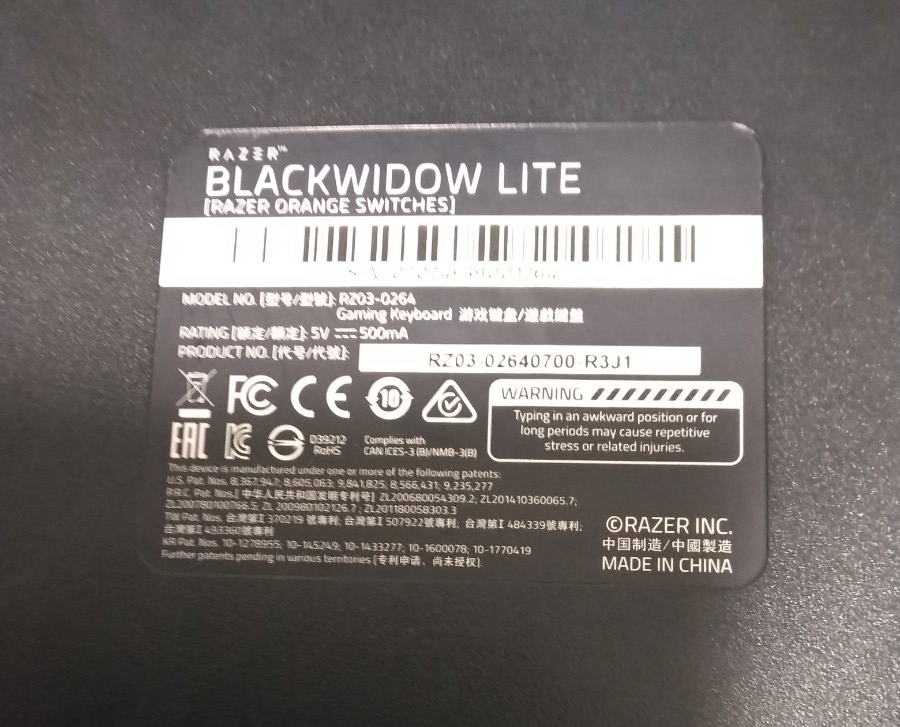 RAZER™
BLACKWIDOW LITE
[RAZER ORANGE SWITCHES]
MODEL NO. [型号/型號]: RZ03-0264
Gaming Keyboard 游戏键盘/遊戲鍵盤
RATING [额定/額定]: 5V ⎓ 500mA
PRODUCT NO. [代号/代號]: RZ03-02640700-R3J1
FC CE 10
WARNING
Typing in an awkward position or for
long periods may cause repetitive
stress or related injuries.
EAC KC D39212
RoHS
Complies with
CAN ICES-3 (B)/NMB-3(B)
This device is manufactured under one or more of the following patents:
U.S. Pat. Nos. 8,367,947; 8,605,063; 9,841,825; 8,566,431; 9,235,277
P.R.C. Pat. Nos.[ 中华人民共和国发明专利号] ZL200680054309.2; ZL201410360065.7;
ZL200780100766.5; ZL 200980102126.7; ZL201180058303.3
TW Pat. Nos. 台灣第I 370219 號專利; 台灣第I 507922號專利; 台灣第I 484339號專利;
台灣第I 493360號專利
KR Pat. Nos. 10-1278955; 10-145249; 10-1433277; 10-1600078; 10-1770419
Further patents pending in various territories [专利申请、尚未授权].
©RAZER INC.
中国制造/中國製造
MADE IN CHINA